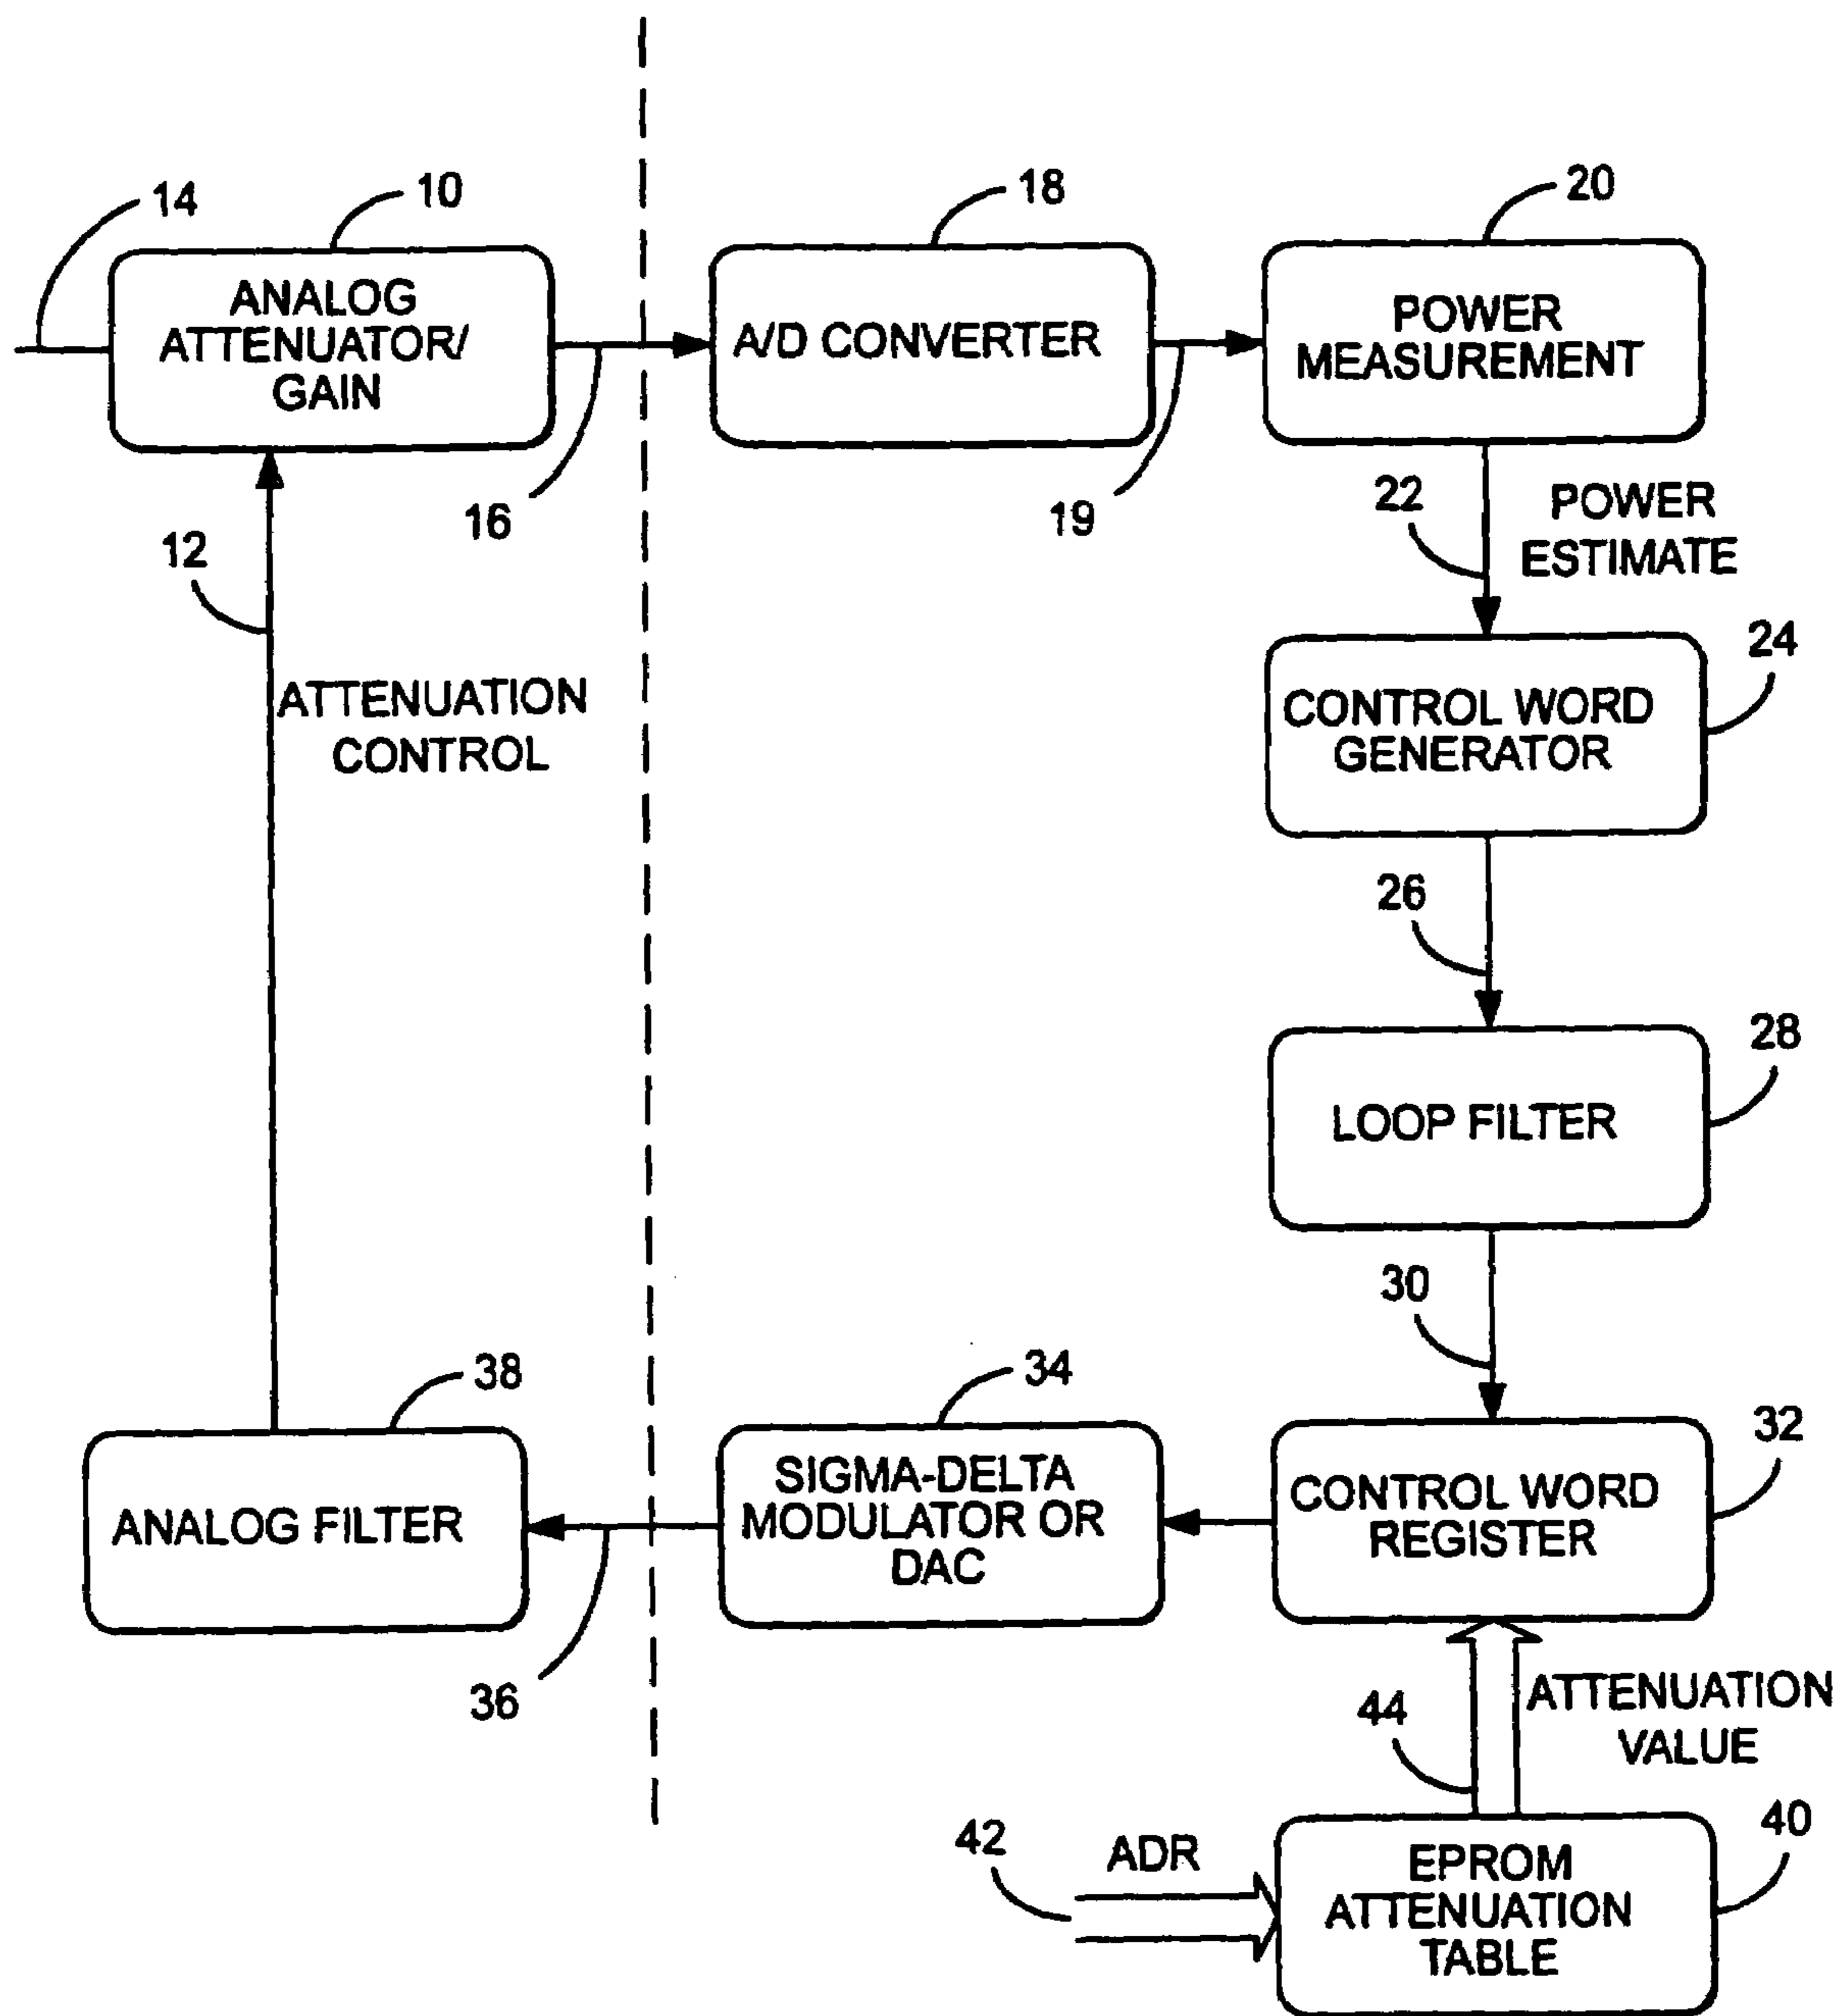 14
10
18
20
ANALOG
ATTENUATOR/
GAIN
A/D CONVERTER
POWER
MEASUREMENT
16
19
22
POWER
ESTIMATE
12
ATTENUATION
CONTROL
24
CONTROL WORD
GENERATOR
26
28
LOOP FILTER
30
38
34
32
ANALOG FILTER
SIGMA-DELTA
MODULATOR OR
DAC
CONTROL WORD
REGISTER
36
44
ATTENUATION
VALUE
42
ADR
40
EPROM
ATTENUATION
TABLE